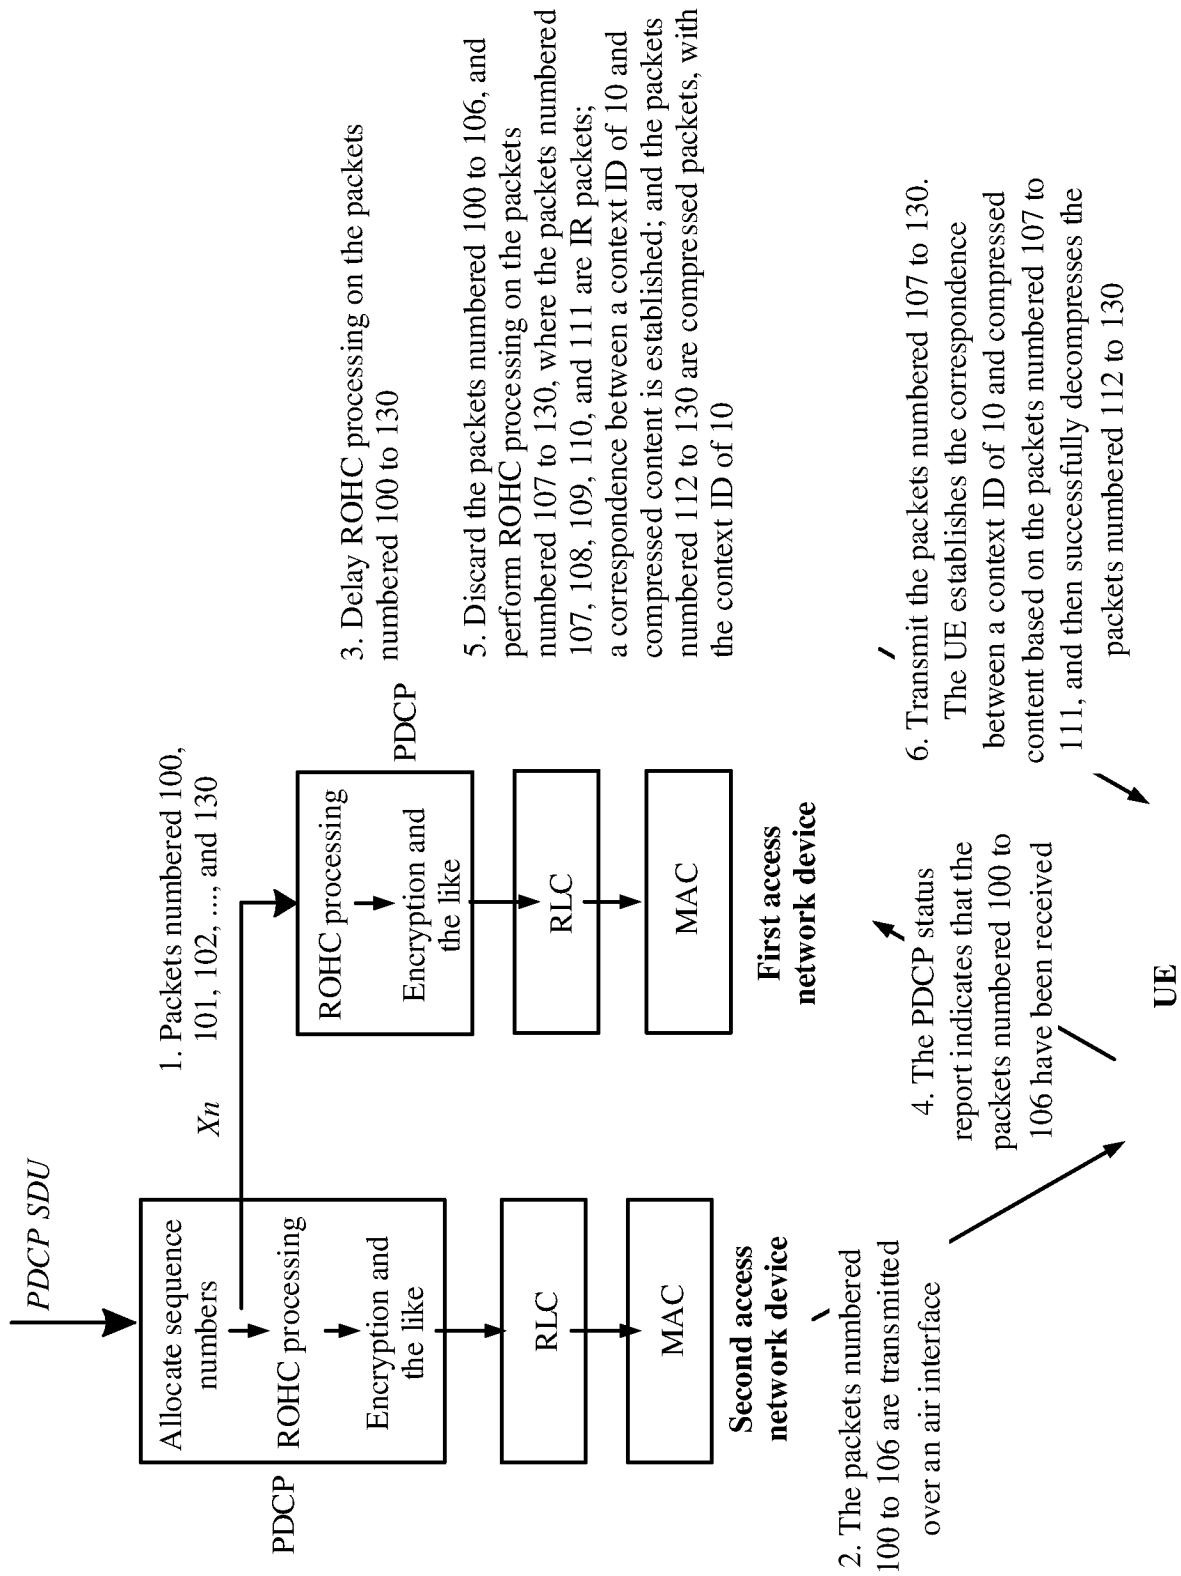 PDCP SDU
Xn
1. Packets numbered 100,
101, 102, ..., and 130
PDCP
Allocate sequence
numbers
ROHC processing
Encryption and
the like
RLC
MAC
Second access
network device
ROHC processing
Encryption and
the like
PDCP
RLC
MAC
First access
network device
2. The packets numbered
100 to 106 are transmitted
over an air interface
3. Delay ROHC processing on the packets
numbered 100 to 130
4. The PDCP status
report indicates that the
packets numbered 100 to
106 have been received
5. Discard the packets numbered 100 to 106, and
perform ROHC processing on the packets
numbered 107 to 130, where the packets numbered
107, 108, 109, 110, and 111 are IR packets;
a correspondence between a context ID of 10 and
compressed content is established; and the packets
numbered 112 to 130 are compressed packets, with
the context ID of 10
6. Transmit the packets numbered 107 to 130.
The UE establishes the correspondence
between a context ID of 10 and compressed
content based on the packets numbered 107 to
111, and then successfully decompresses the
packets numbered 112 to 130
UE